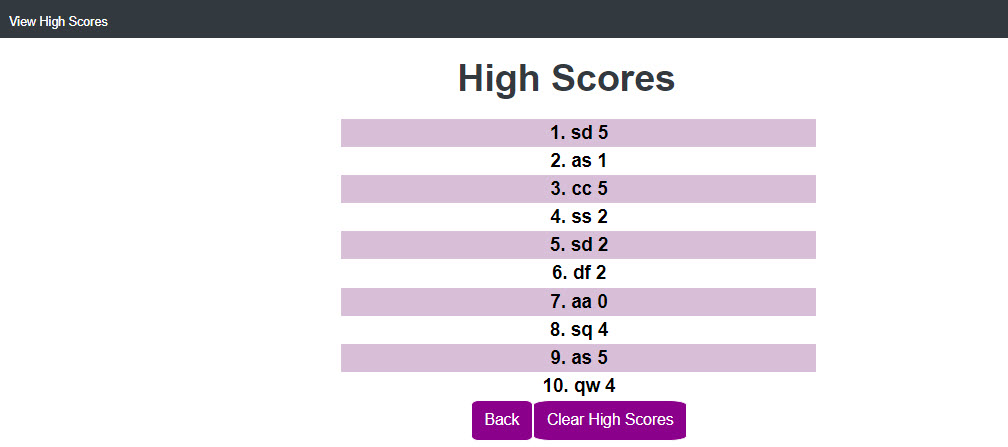 View High Scores
High Scores
1. sd 5
2. as 1
3. cc 5
4. ss 2
5. sd 2
6. df 2
7. aa 0
8. sq 4
9. as 5
10. qw 4
Back Clear High Scores